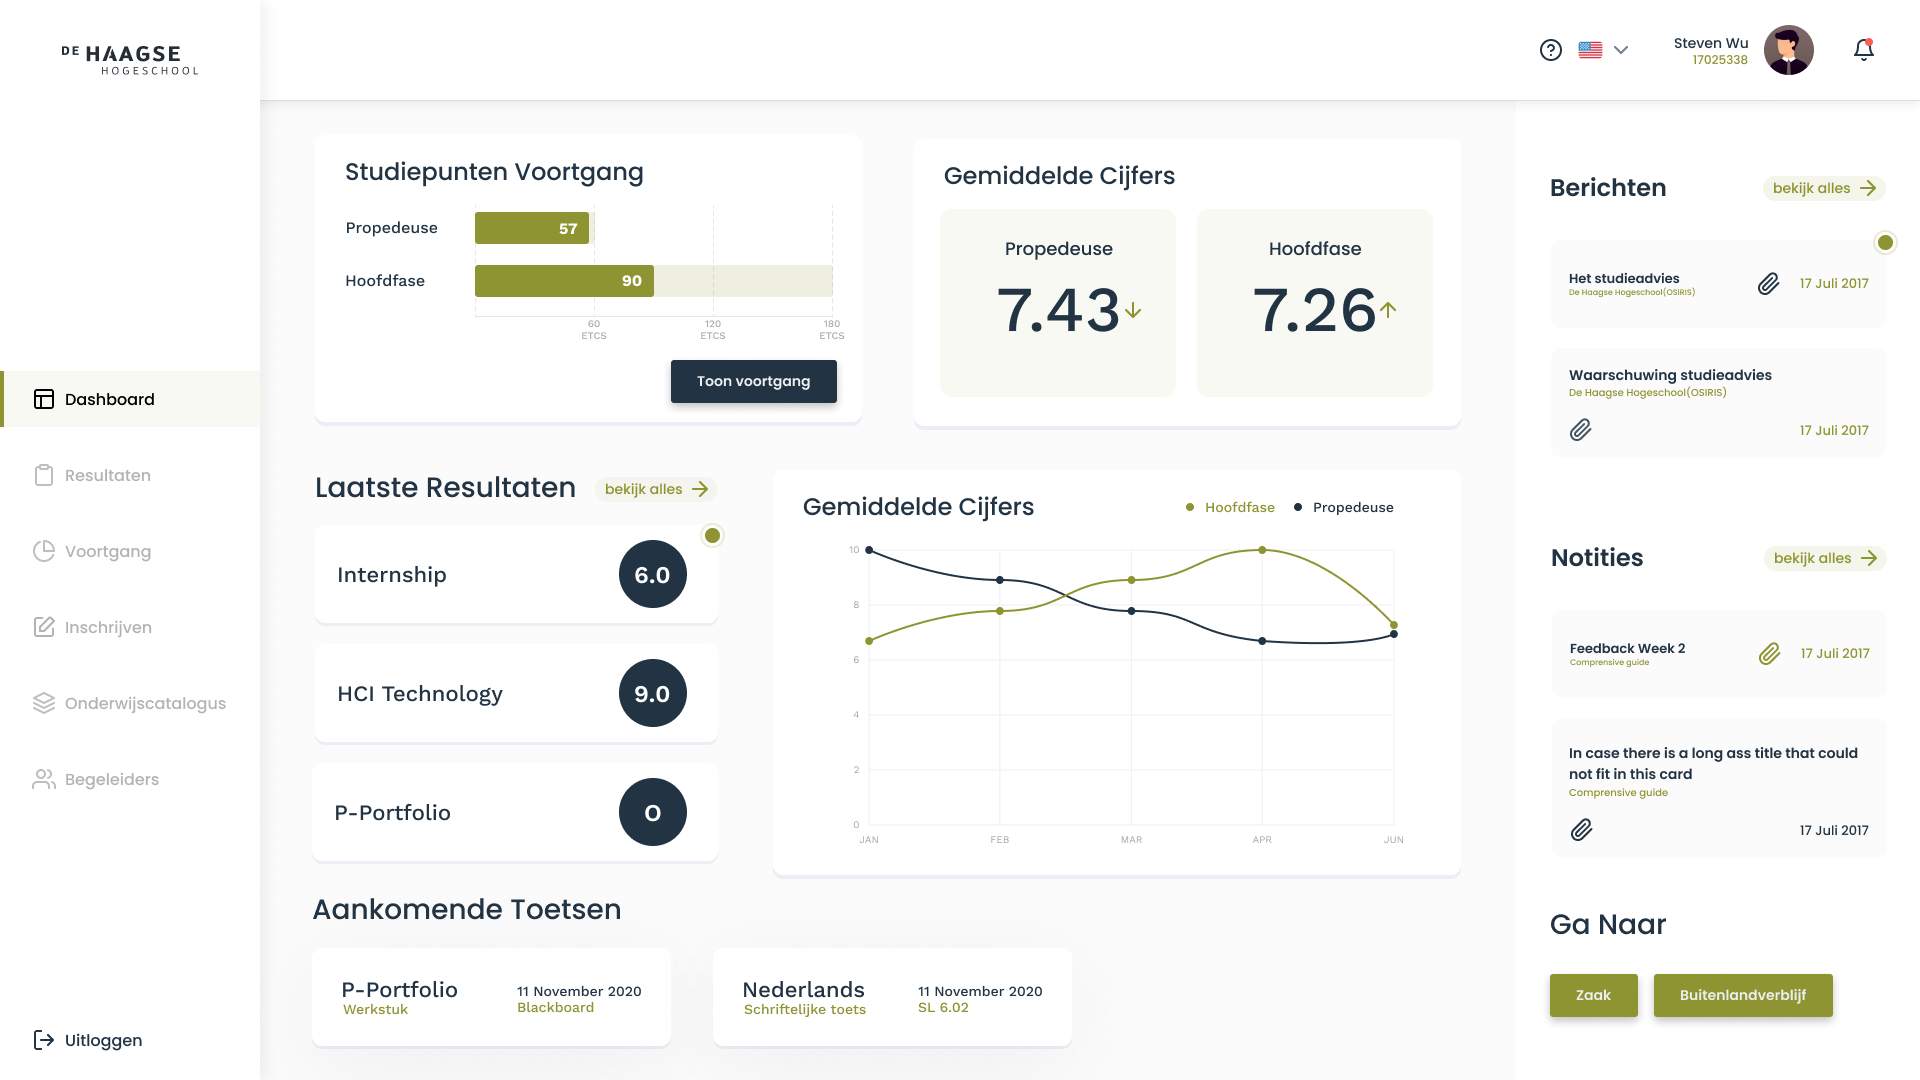 DE HAAGSE
HOGESCHOOL
Steven Wu
17025338
Dashboard
Resultaten
Voortgang
Inschrijven
Onderwijscatalogus
Begeleiders
Uitloggen
Studiepunten Voortgang
Propedeuse
57
Hoofdfase
90
60 120 180
ETCS ETCS ETCS
Toon voortgang
Gemiddelde Cijfers
Propedeuse
7.43
Hoofdfase
7.26
Laatste Resultaten
bekijk alles
Internship
6.0
HCI Technology
9.0
P-Portfolio
O
Gemiddelde Cijfers
Hoofdfase
Propedeuse
10
8
6
4
2
0
JAN FEB MAR APR JUN
Aankomende Toetsen
P-Portfolio
Werkstuk
11 November 2020
Blackboard
Nederlands
Schriftelijke toets
11 November 2020
SL 6.02
Berichten
bekijk alles
Het studieadvies
De Haagse Hogeschool(OSIRIS)
17 Juli 2017
Waarschuwing studieadvies
De Haagse Hogeschool(OSIRIS)
17 Juli 2017
Notities
bekijk alles
Feedback Week 2
Comprensive guide
17 Juli 2017
In case there is a long ass title that could
not fit in this card
Comprensive guide
17 Juli 2017
Ga Naar
Zaak
Buitenlandverblijf